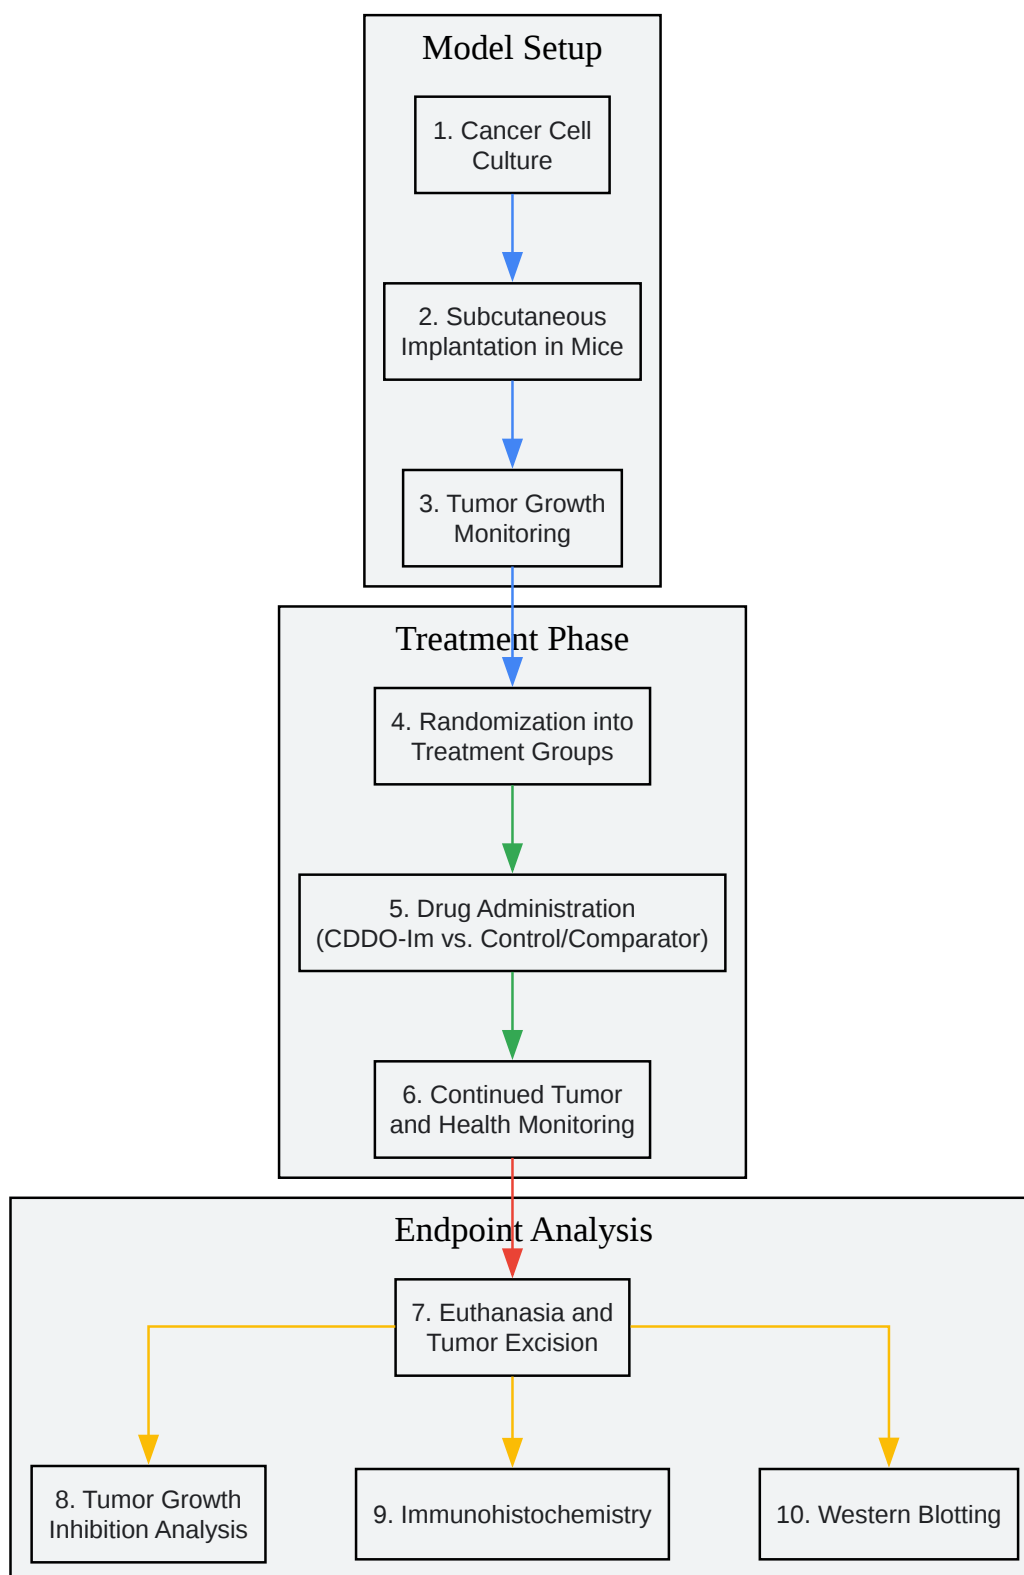 Model Setup
1. Cancer Cell
Culture
2. Subcutaneous
Implantation in Mice
3. Tumor Growth
Monitoring
Treatment Phase
4. Randomization into
Treatment Groups
5. Drug Administration
(CDDO-Im vs. Control/Comparator)
6. Continued Tumor
and Health Monitoring
Endpoint Analysis
7. Euthanasia and
Tumor Excision
8. Tumor Growth
Inhibition Analysis
9. Immunohistochemistry
10. Western Blotting